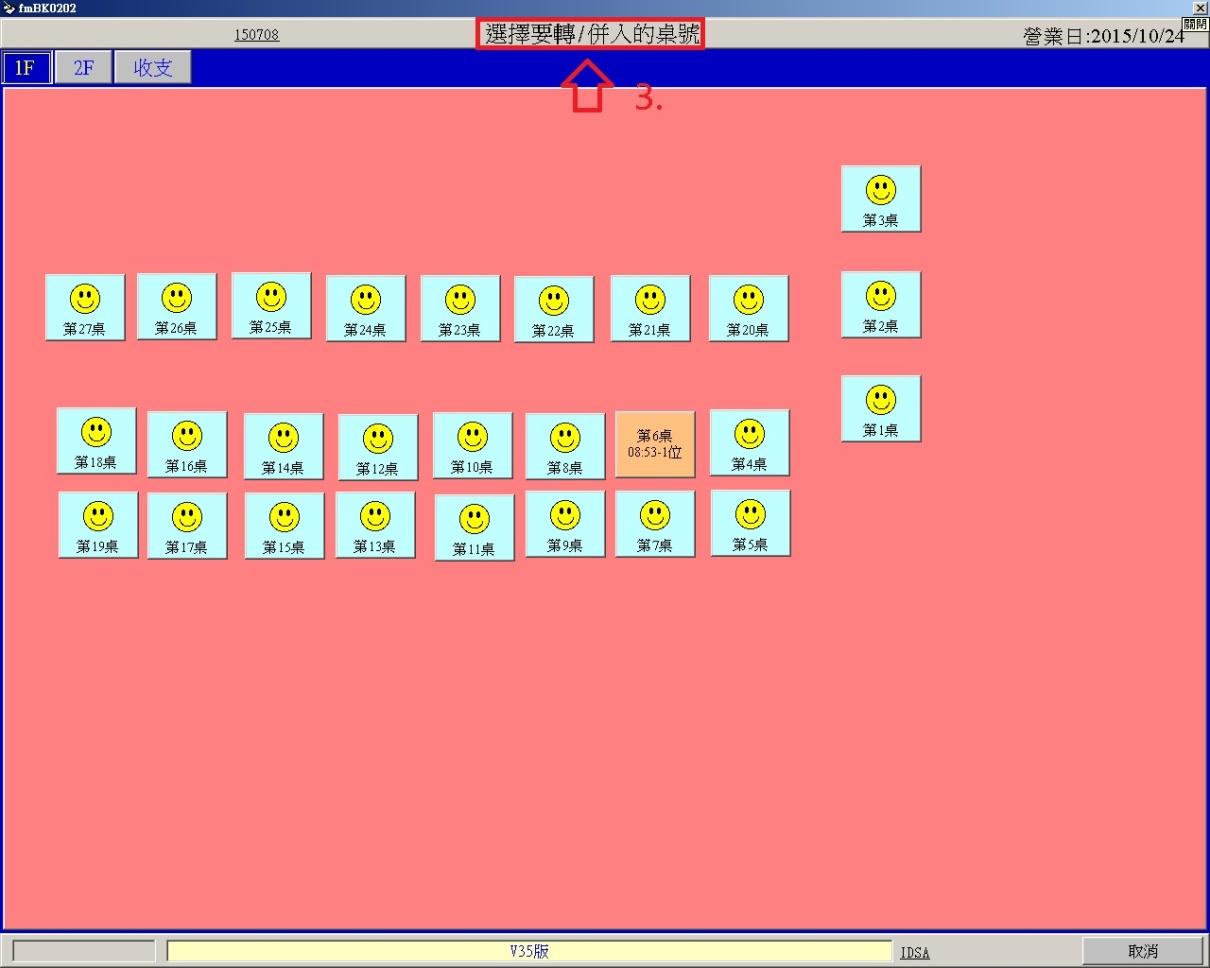 fmBK0202
關閉
150708
選擇要轉/併入的桌號
營業日:2015/10/24
1F
2F
收支
3.
第3桌
第27桌
第26桌
第25桌
第24桌
第23桌
第22桌
第21桌
第20桌
第2桌
第18桌
第16桌
第14桌
第12桌
第10桌
第8桌
第6桌
08:53-1位
第4桌
第1桌
第19桌
第17桌
第15桌
第13桌
第11桌
第9桌
第7桌
第5桌
V35版
IDSA
取消